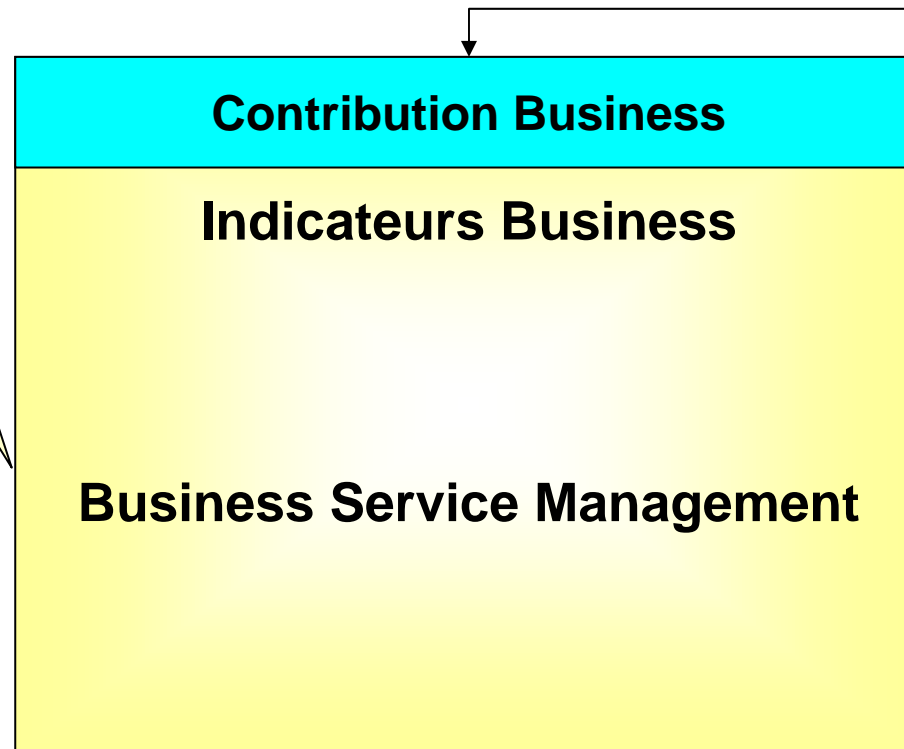 Contribution Business
Indicateurs Business
Business Service Management